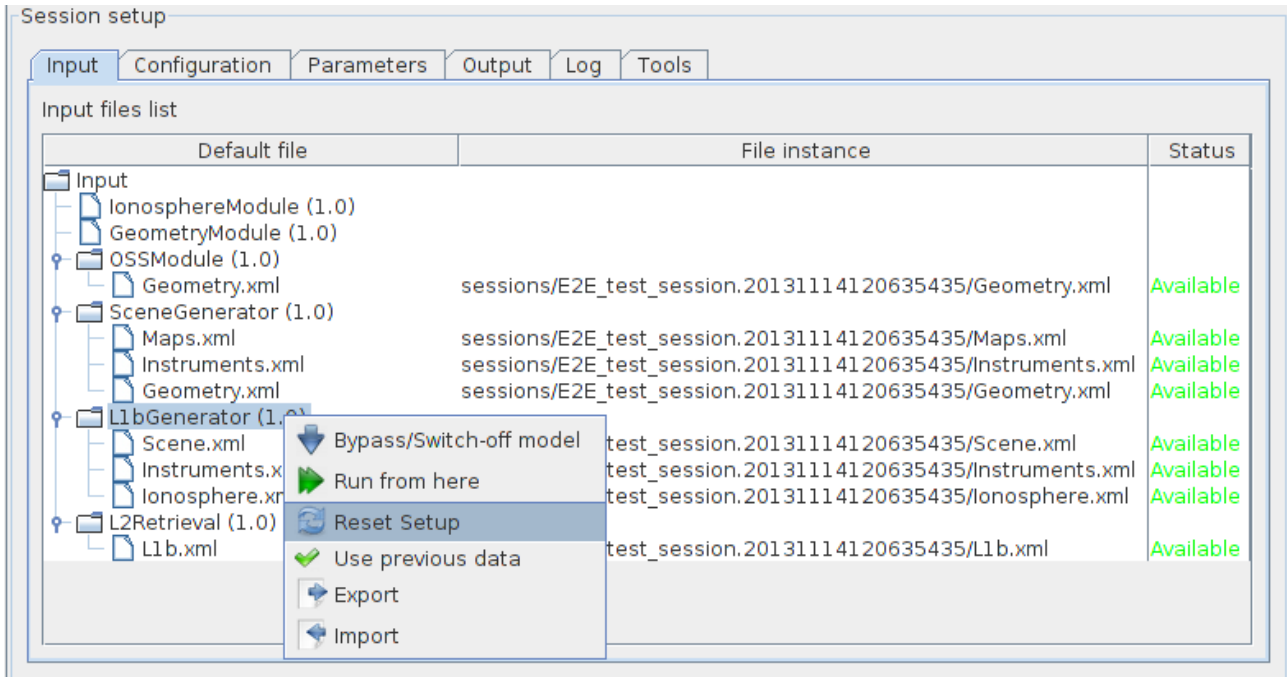 Session setup
Input Configuration Parameters Output Log Tools
Input files list
Default file File instance Status
Input
IonosphereModule (1.0)
GeometryModule (1.0)
OSSModule (1.0)
Geometry.xml sessions/E2E_test_session.20131114120635435/Geometry.xml Available
SceneGenerator (1.0)
Maps.xml sessions/E2E_test_session.20131114120635435/Maps.xml Available
Instruments.xml sessions/E2E_test_session.20131114120635435/Instruments.xml Available
Geometry.xml sessions/E2E_test_session.20131114120635435/Geometry.xml Available
L1bGenerator (1.0)
Bypass/Switch-off model
Scene.xml test_session.20131114120635435/Scene.xml Available
Instruments.x test_session.20131114120635435/Instruments.xml Available
Run from here
Ionosphere.xm test_session.20131114120635435/Ionosphere.xml Available
L2Retrieval (1.0)
Reset Setup
L1b.xml test_session.20131114120635435/L1b.xml Available
Use previous data
Export
Import